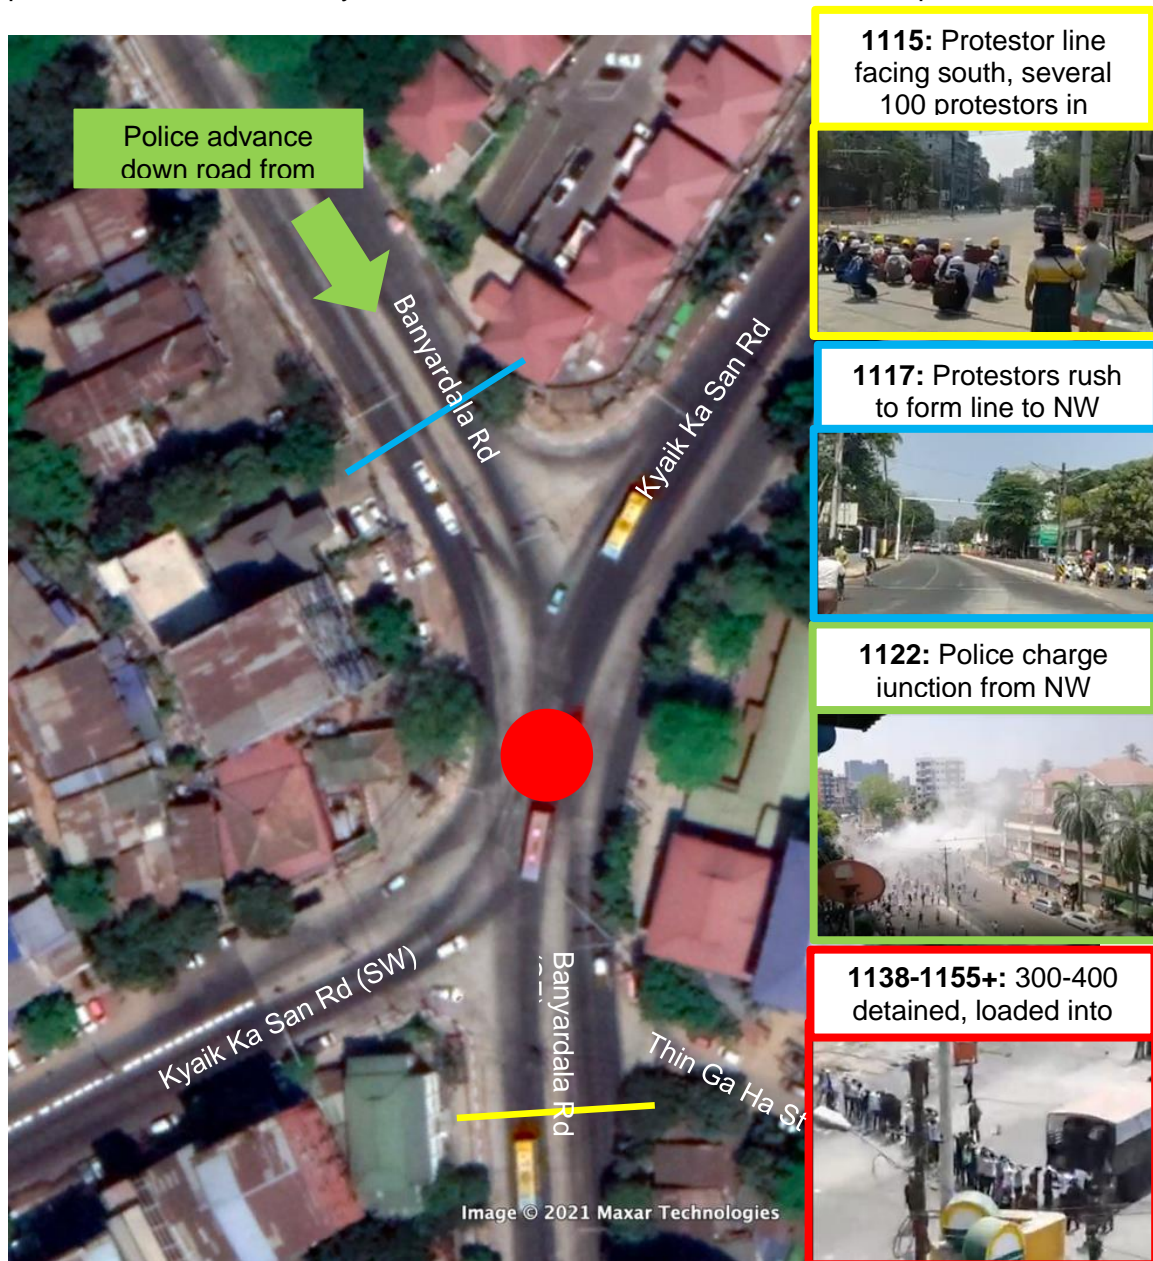 1115: Protestor line
facing south, several
100 protestors in
Police advance
down road from
Banyardala Rd
Kyaik Ka San Rd
1117: Protestors rush
to form line to NW
1122: Police charge
junction from NW
1138-1155+: 300-400
detained, loaded into
Kyaik Ka San Rd (SW)
Banyardala Rd
Thin Ga Ha St
Image © 2021 Maxar Technologies